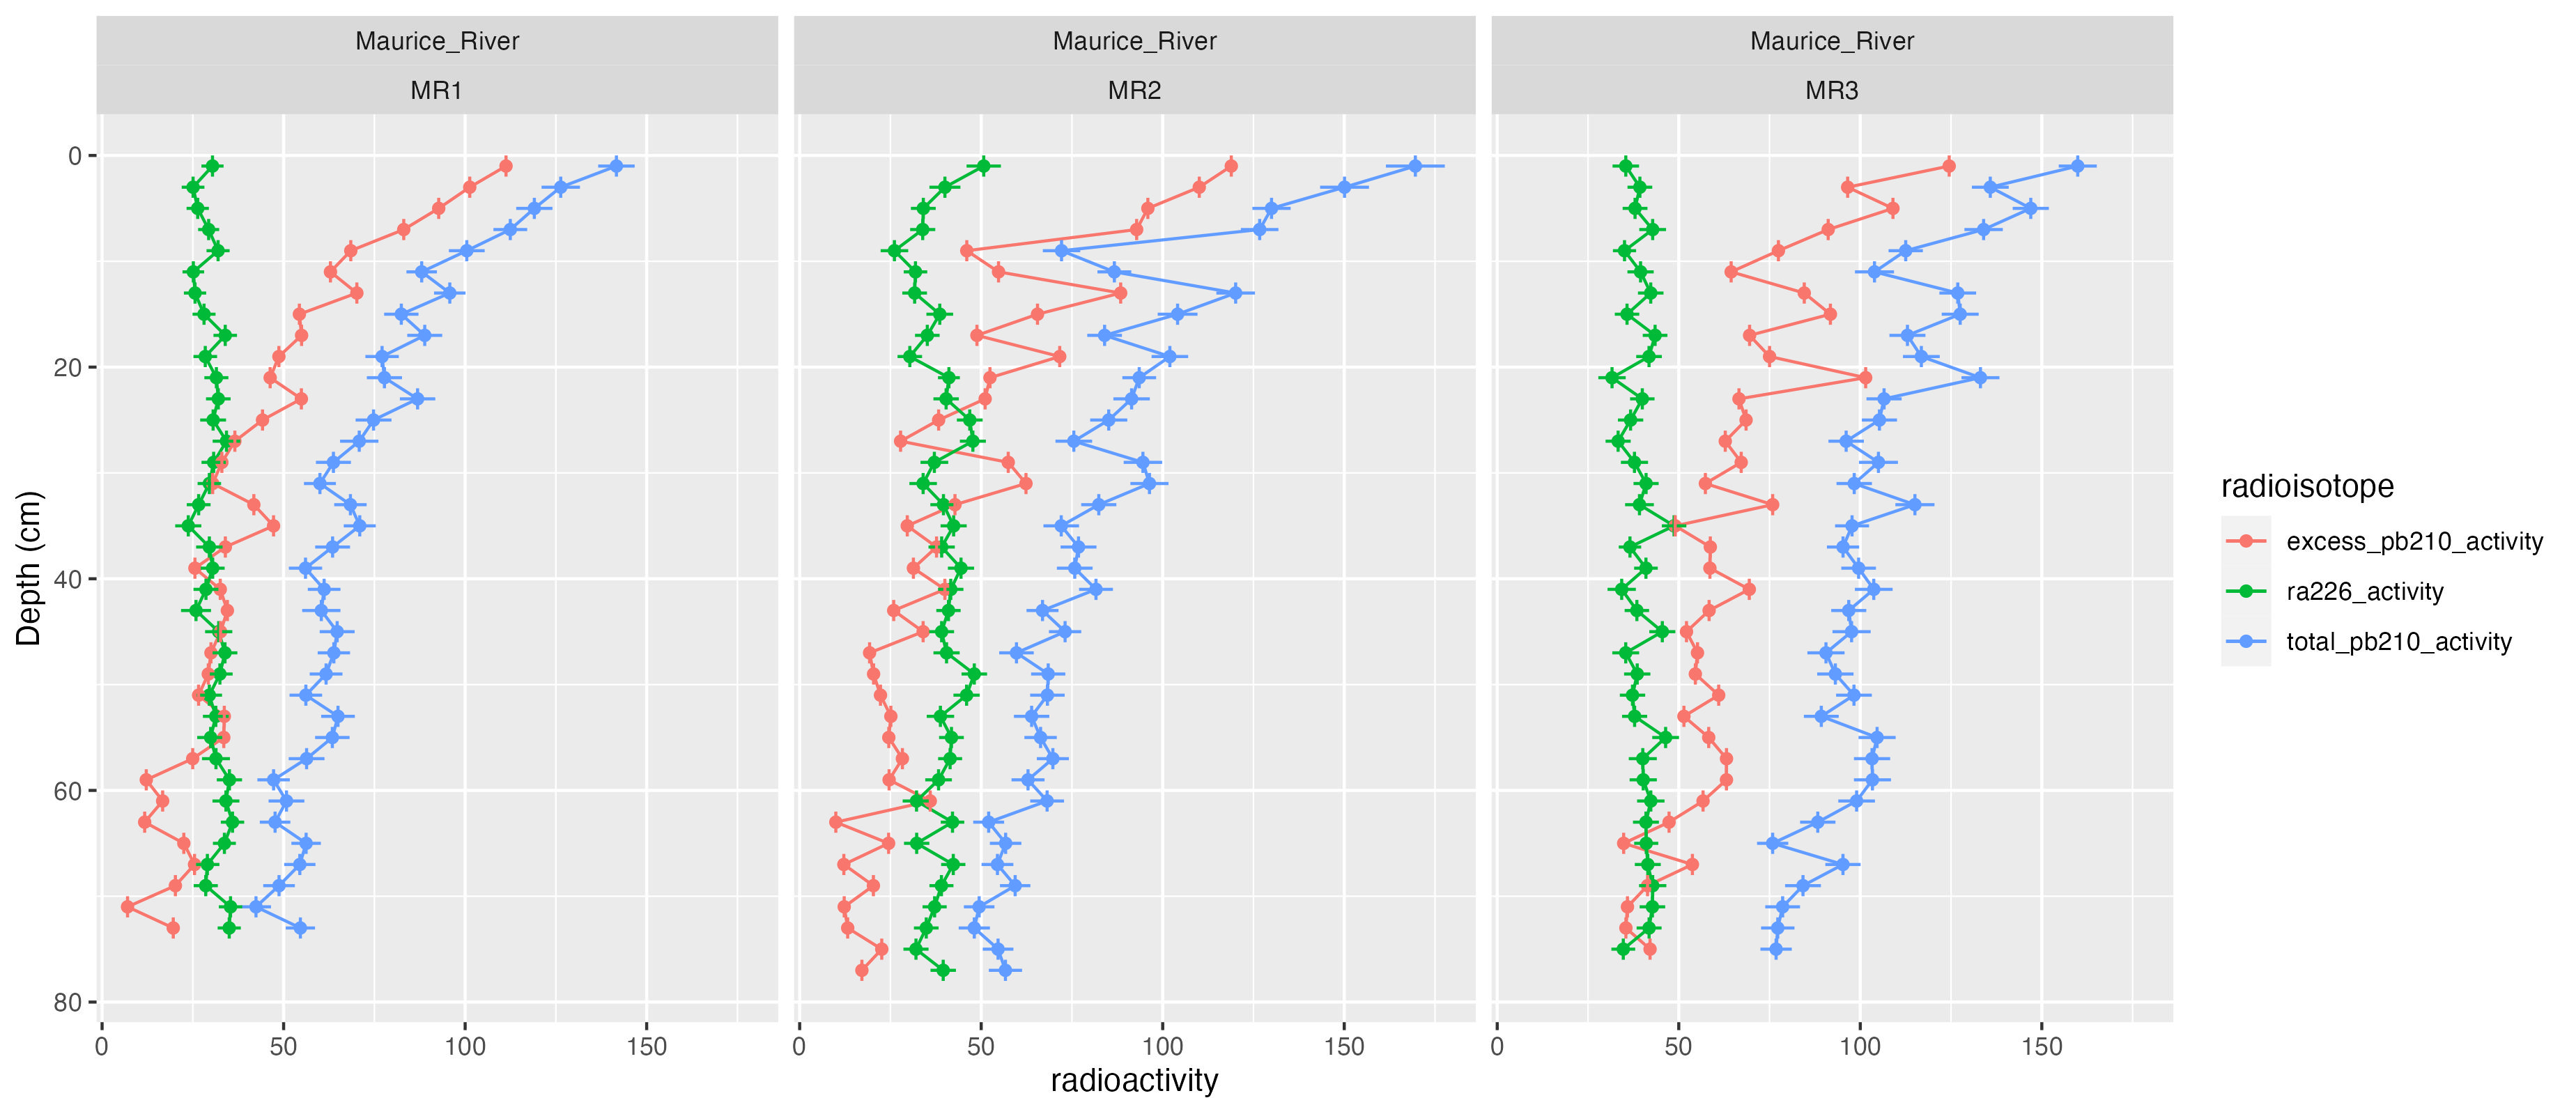 Maurice_River
Maurice_River
Maurice_River
MR1
MR2
MR3
0
20
40
60
80
Depth (cm)
0
50
100
150
0
50
100
150
0
50
100
150
radioactivity
radioisotope
excess_pb210_activity
ra226_activity
total_pb210_activity